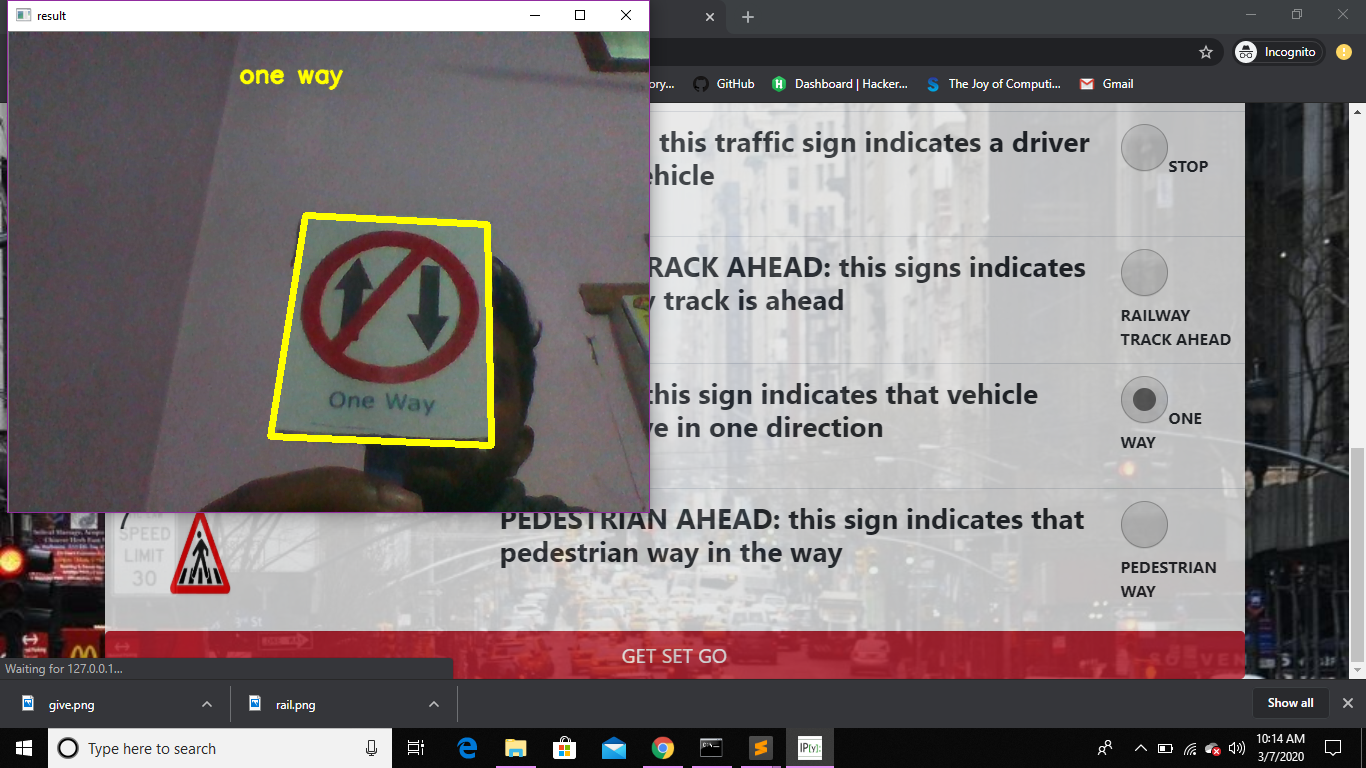 result
one way
One Way
Incognito
ory...
GitHub
Dashboard | Hacker...
The Joy of Computi...
Gmail
this traffic sign indicates a driver
ehicle
STOP
RACK AHEAD: this signs indicates
y track is ahead
RAILWAY
TRACK AHEAD
this sign indicates that vehicle
ve in one direction
ONE
WAY
SPEED
LIMIT
30
PEDESTRIAN AHEAD: this sign indicates that
pedestrian way in the way
PEDESTRIAN
WAY
GET SET GO
Waiting for 127.0.0.1...
give.png
rail.png
Show all
Type here to search
IP[y]:
10:14 AM
3/7/2020